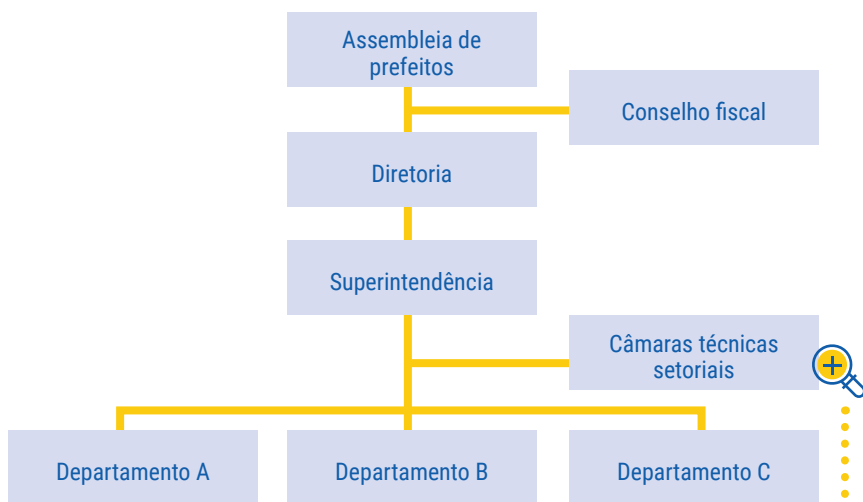 Assembleia de
prefeitos
Conselho fiscal
Diretoria
Superintendência
Câmaras técnicas
setoriais
Departamento A
Departamento B
Departamento C